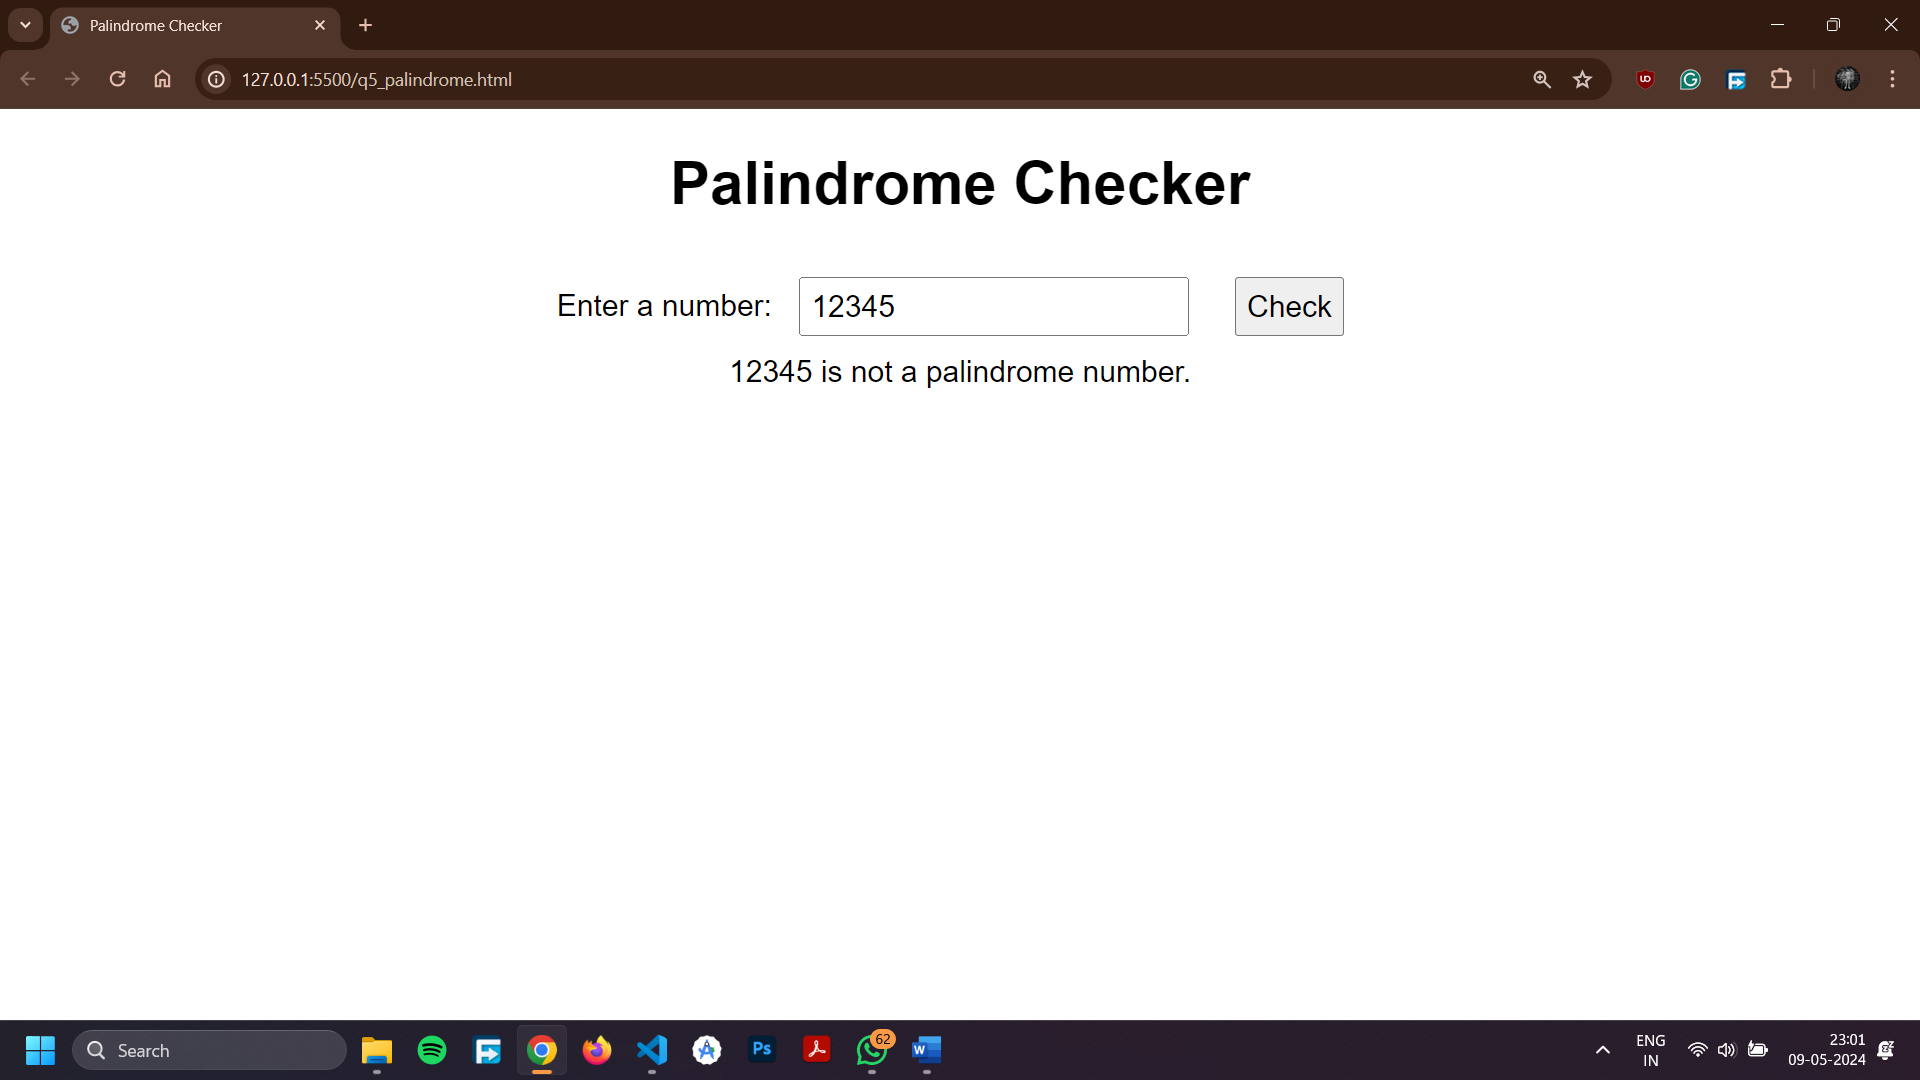 Palindrome Checker
127.0.0.1:5500/q5_palindrome.html
Palindrome Checker
Enter a number: 12345 Check
12345 is not a palindrome number.
Search
Ps
62
W
ENG
IN
23:01
09-05-2024